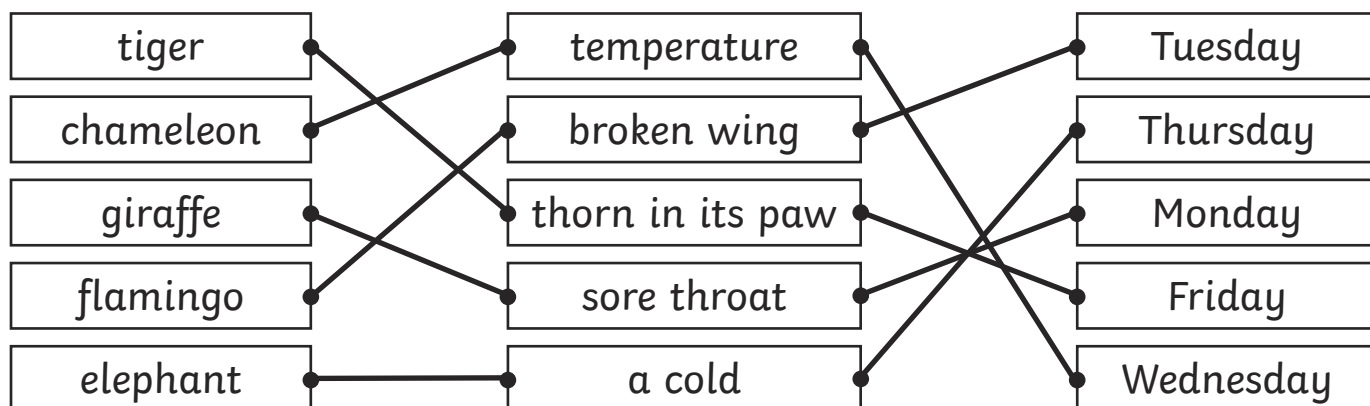 tiger temperature Tuesday
chameleon broken wing Thursday
giraffe thorn in its paw Monday
flamingo sore throat Friday
elephant a cold Wednesday